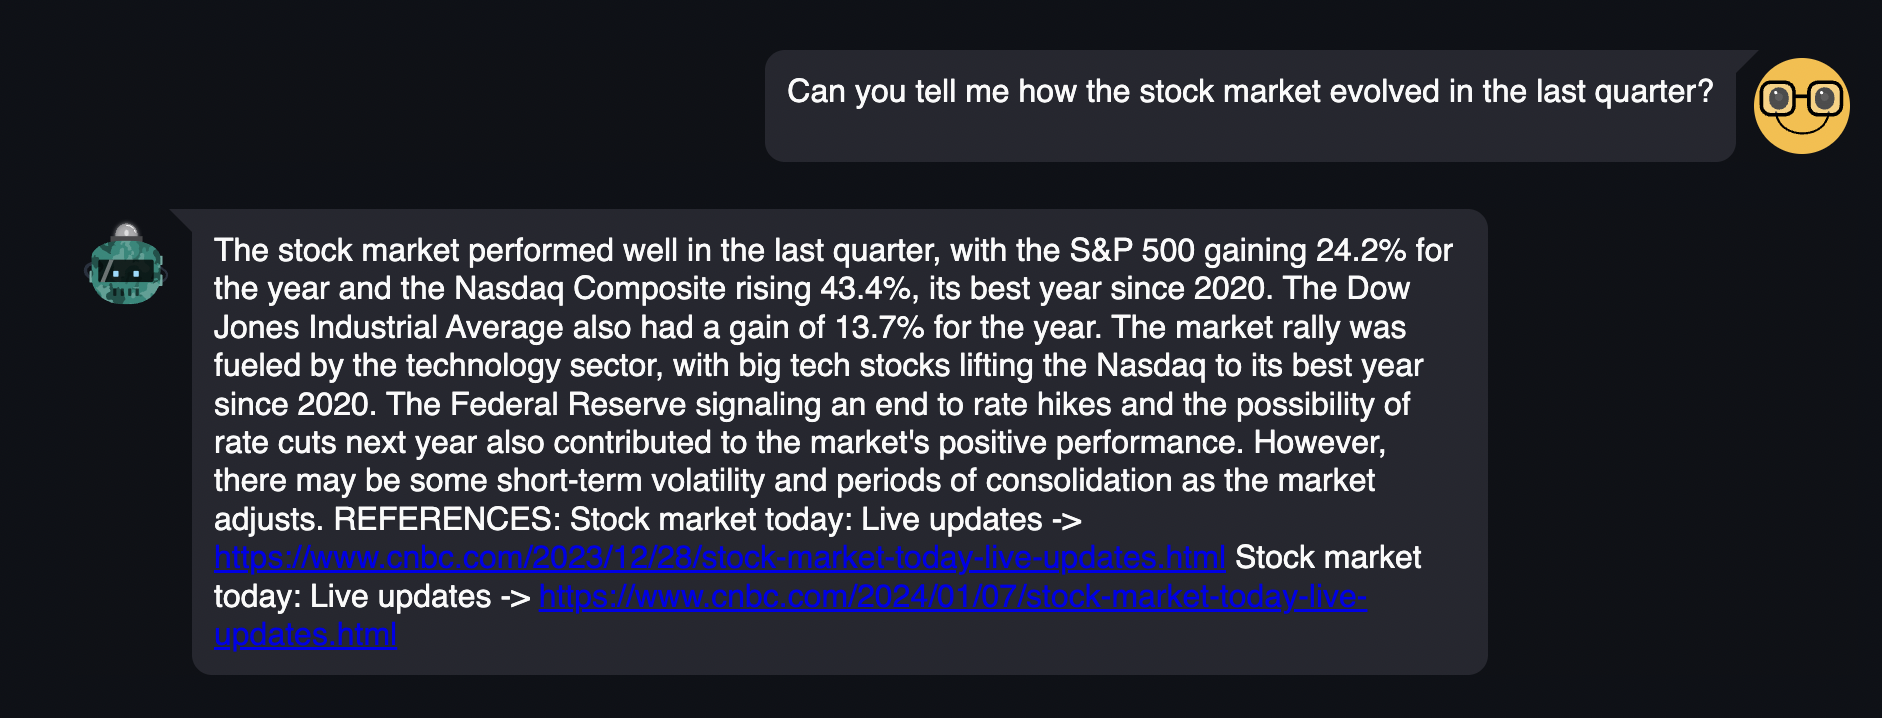 Can you tell me how the stock market evolved in the last quarter?
The stock market performed well in the last quarter, with the S&P 500 gaining 24.2% for
the year and the Nasdaq Composite rising 43.4%, its best year since 2020. The Dow
Jones Industrial Average also had a gain of 13.7% for the year. The market rally was
fueled by the technology sector, with big tech stocks lifting the Nasdaq to its best year
since 2020. The Federal Reserve signaling an end to rate hikes and the possibility of
rate cuts next year also contributed to the market's positive performance. However,
there may be some short-term volatility and periods of consolidation as the market
adjusts. REFERENCES: Stock market today: Live updates ->
https://www.cnbc.com/2023/12/28/stock-market-today-live-updates.html Stock market
today: Live updates -> https://www.cnbc.com/2024/01/07/stock-market-today-live-
updates.html